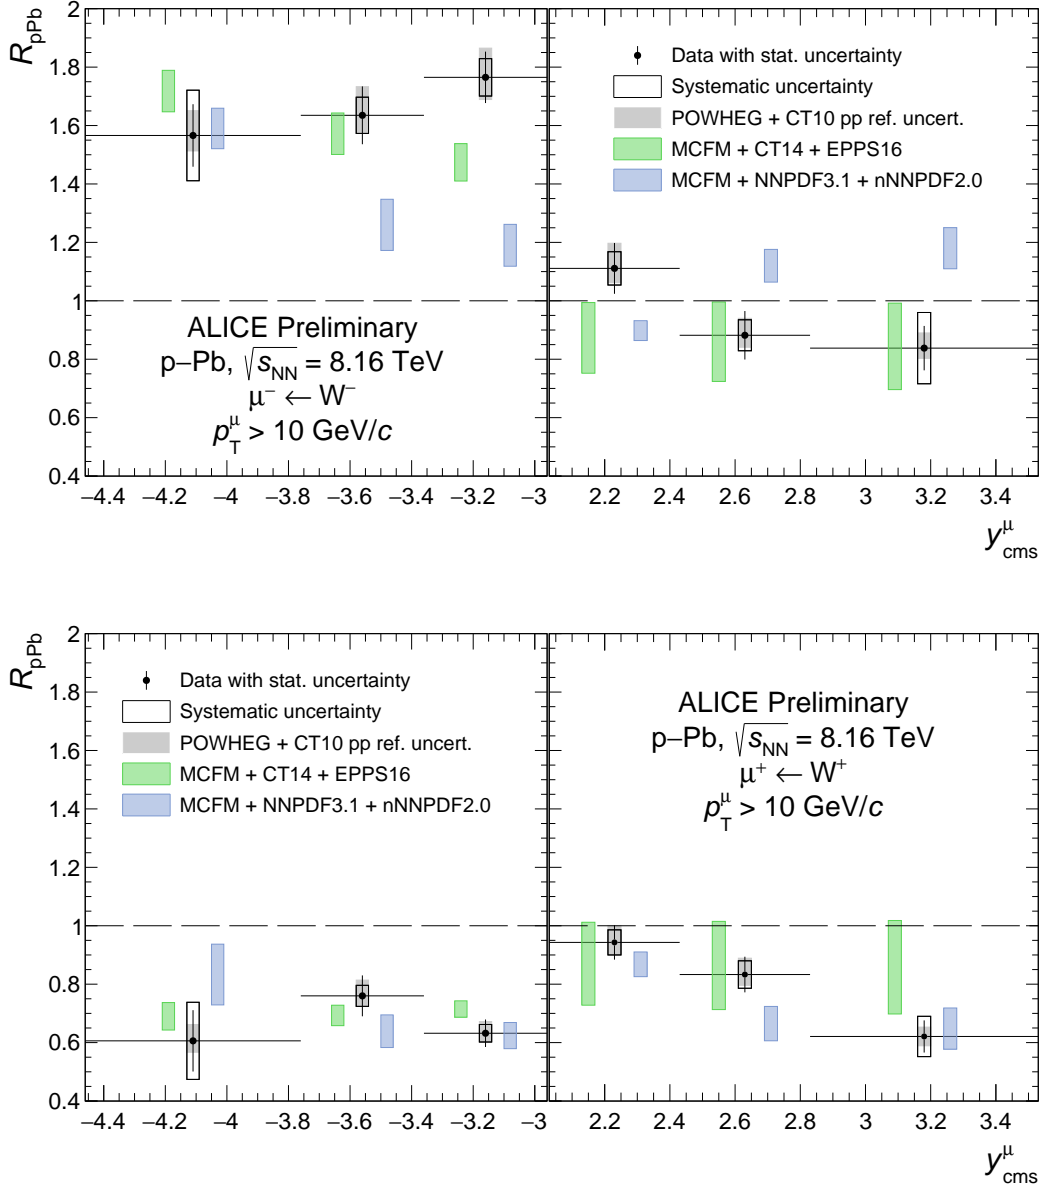 R_pPb
2
1.8
1.6
1.4
1.2
1
0.8
0.6
0.4
ALICE Preliminary
p–Pb, √s_NN = 8.16 TeV
μ⁻ ← W⁻
p_T^μ > 10 GeV/c
−4.4 −4.2 −4 −3.8 −3.6 −3.4 −3.2 −3
Data with stat. uncertainty
Systematic uncertainty
POWHEG + CT10 pp ref. uncert.
MCFM + CT14 + EPPS16
MCFM + NNPDF3.1 + nNNPDF2.0
2.2 2.4 2.6 2.8 3 3.2 3.4
y_cms^μ
R_pPb
2
1.8
1.6
1.4
1.2
1
0.8
0.6
0.4
Data with stat. uncertainty
Systematic uncertainty
POWHEG + CT10 pp ref. uncert.
MCFM + CT14 + EPPS16
MCFM + NNPDF3.1 + nNNPDF2.0
−4.4 −4.2 −4 −3.8 −3.6 −3.4 −3.2 −3
ALICE Preliminary
p–Pb, √s_NN = 8.16 TeV
μ⁺ ← W⁺
p_T^μ > 10 GeV/c
2.2 2.4 2.6 2.8 3 3.2 3.4
y_cms^μ